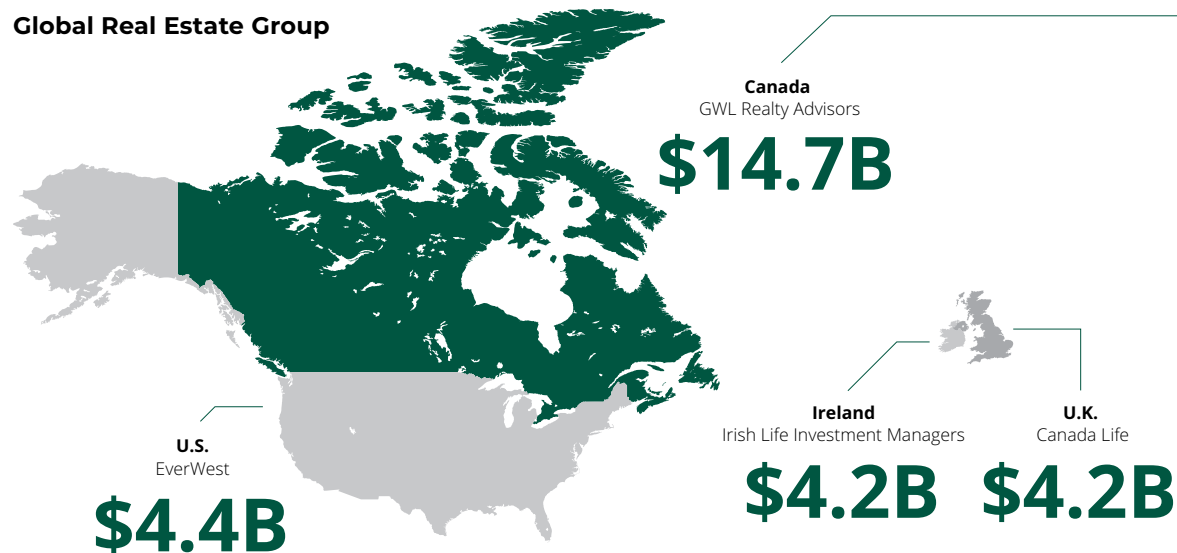 Global Real Estate Group
Canada
GWL Realty Advisors
$14.7B
U.S.
EverWest
$4.4B
Ireland
Irish Life Investment Managers
$4.2B
U.K.
Canada Life
$4.2B